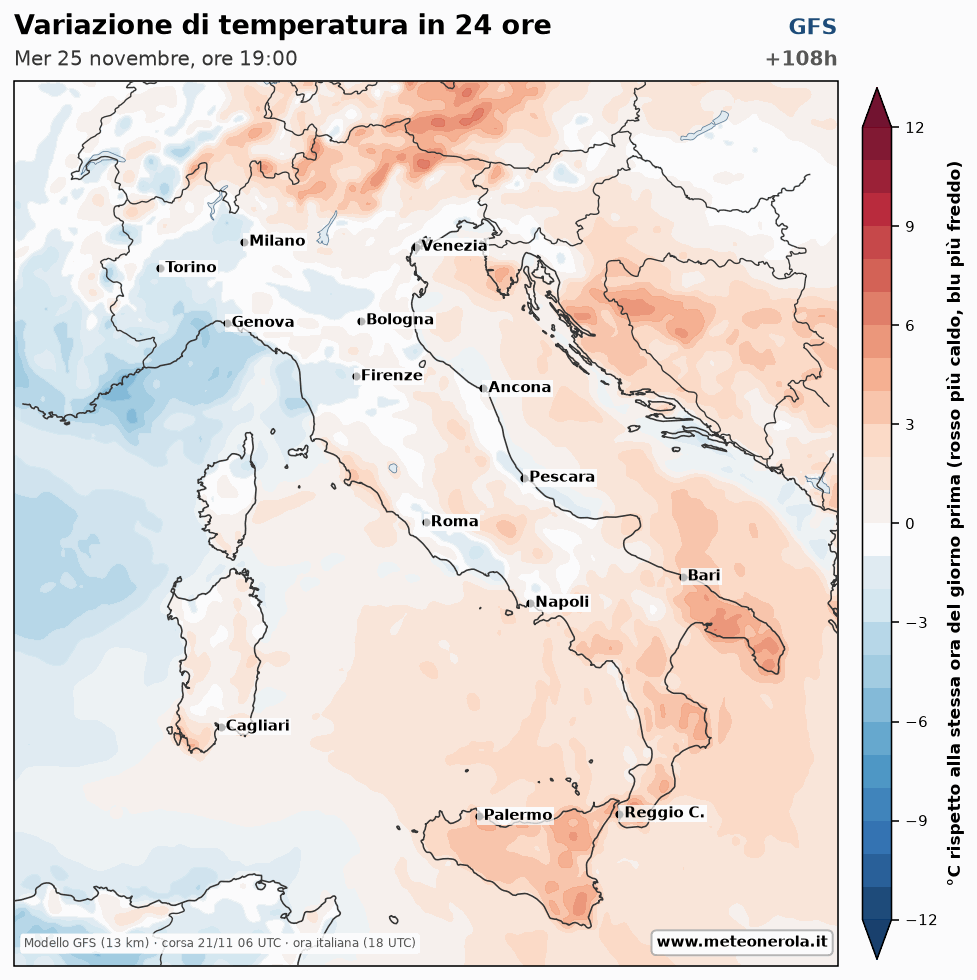 Variazione di temperatura in 24 ore
GFS
Mer 25 novembre, ore 19:00
+108h
Milano
Venezia
Torino
Genova
Bologna
Firenze
Ancona
Pescara
Roma
Bari
Napoli
Cagliari
Palermo
Reggio C.
12
9
6
3
0
−3
−6
−9
−12
°C rispetto alla stessa ora del giorno prima (rosso più caldo, blu più freddo)
Modello GFS (13 km) · corsa 21/11 06 UTC · ora italiana (18 UTC)
www.meteonerola.it